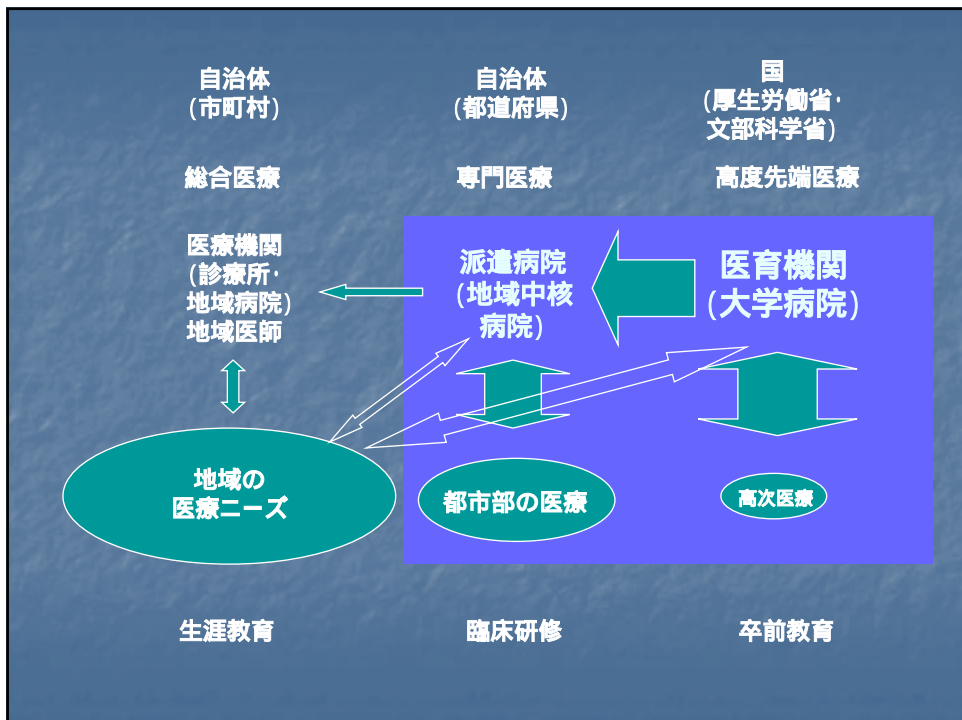 自治体
(市町村)
自治体
(都道府県)
国
(厚生労働省・
文部科学省)
総合医療
専門医療
高度先端医療
医療機関
(診療所・
地域病院)
地域医師
派遣病院
(地域中核
病院)
医育機関
(大学病院)
地域の
医療ニーズ
都市部の医療
高次医療
生涯教育
臨床研修
卒前教育